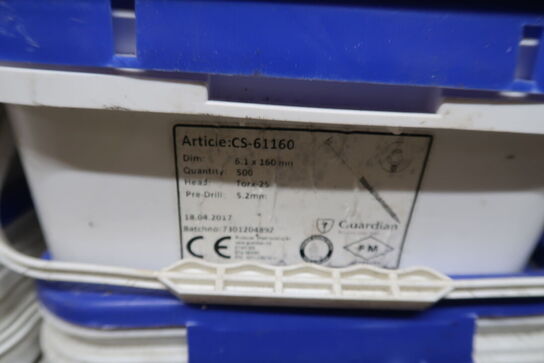 Article:CS-61160
Dim: 6.1 x 160 mm
Quantity: 500
Head: Torx-25
Pre-Drill: 5.2mm
18.04.2017
Batchno:7301204892
Guardian
CE
FM